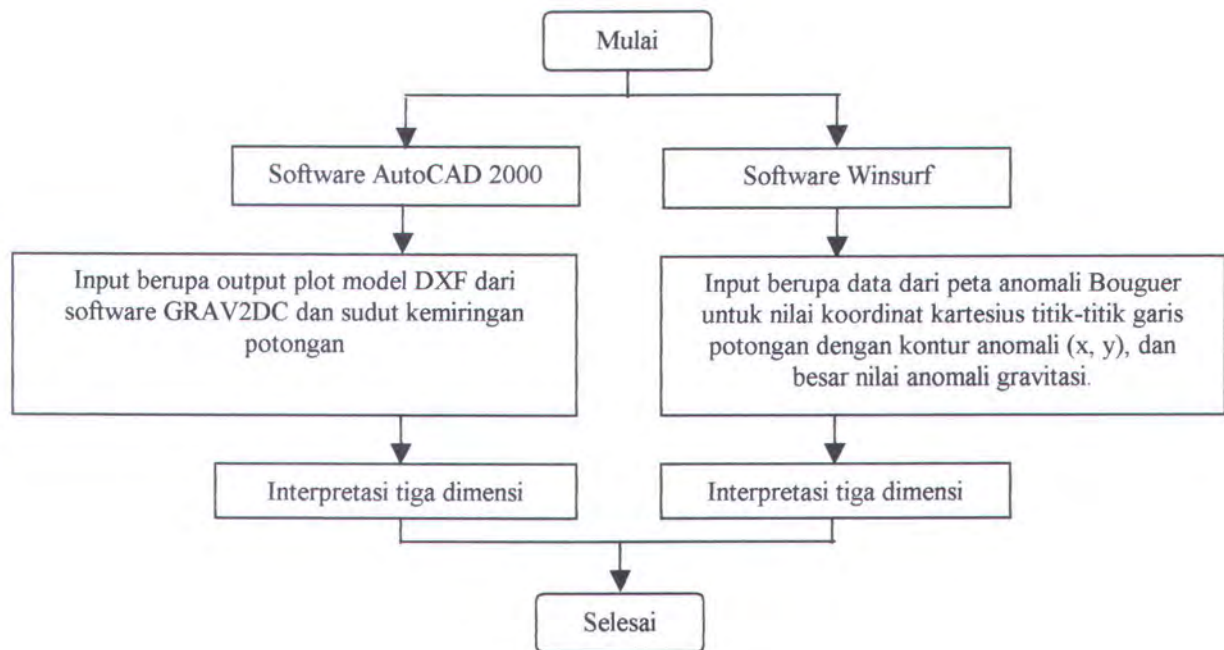 Mulai
Software AutoCAD 2000
Software Winsurf
Input berupa output plot model DXF dari
software GRAV2DC dan sudut kemiringan
potongan
Input berupa data dari peta anomali Bouguer
untuk nilai koordinat kartesius titik-titik garis
potongan dengan kontur anomali (x, y), dan
besar nilai anomali gravitasi.
Interpretasi tiga dimensi
Interpretasi tiga dimensi
Selesai